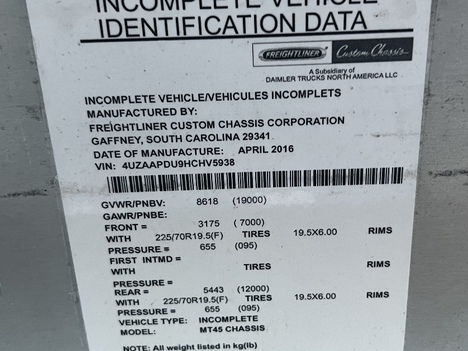 INCOMPLETE VEHICLE
IDENTIFICATION DATA
FREIGHTLINER Custom Chassis
A Subsidiary of
DAIMLER TRUCKS NORTH AMERICA LLC
INCOMPLETE VEHICLE/VEHICULES INCOMPLETS
MANUFACTURED BY:
FREIGHTLINER CUSTOM CHASSIS CORPORATION
GAFFNEY, SOUTH CAROLINA 29341
DATE OF MANUFACTURE: APRIL 2016
VIN: 4UZAAPDU9HCHV5938
GVWR/PNBV: 8618 (19000)
GAWR/PNBE:
FRONT = 3175 (7000)
WITH 225/70R19.5(F) TIRES 19.5X6.00 RIMS
PRESSURE = 655 (095)
FIRST INTMD =
WITH TIRES RIMS
PRESSURE =
REAR = 5443 (12000)
WITH 225/70R19.5(F) TIRES 19.5X6.00 RIMS
PRESSURE = 655 (095)
VEHICLE TYPE: INCOMPLETE
MODEL: MT45 CHASSIS
NOTE: All weight listed in kg(lb)